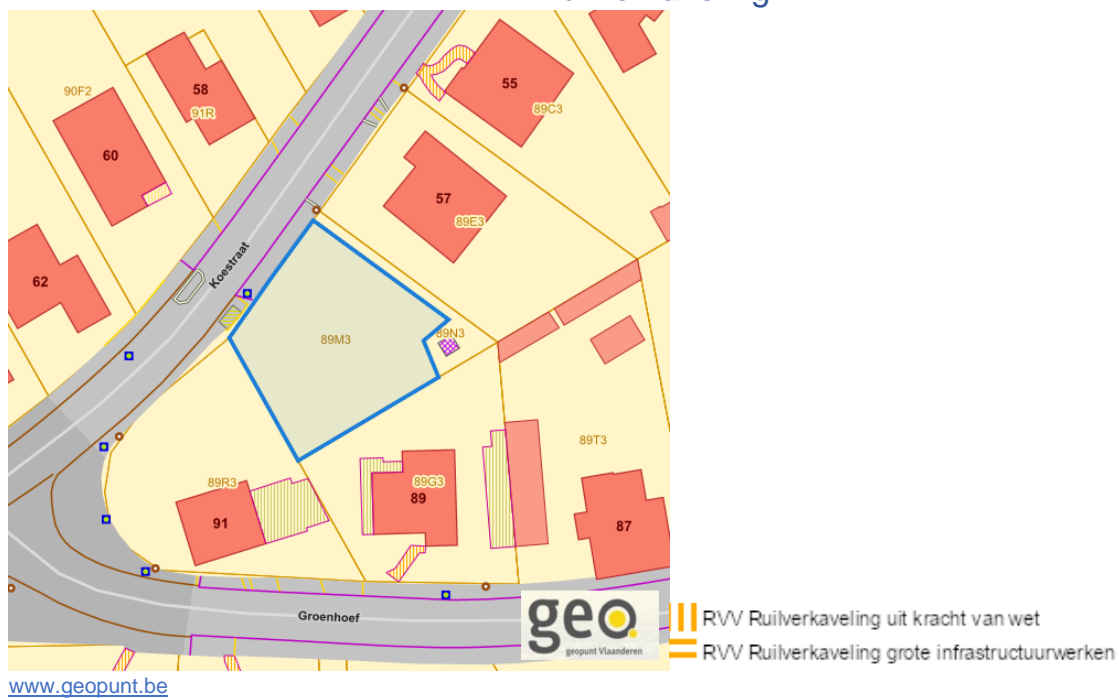 58
91R
90F2
60
62
55
89C3
57
89E3
Koestraat
89M3
89N3
89T3
89R3
91
89G3
89
87
Groenhoef
geo
geopunt Vlaanderen
RVV Ruilverkaveling uit kracht van wet
RVV Ruilverkaveling grote infrastructuurwerken
www.geopunt.be